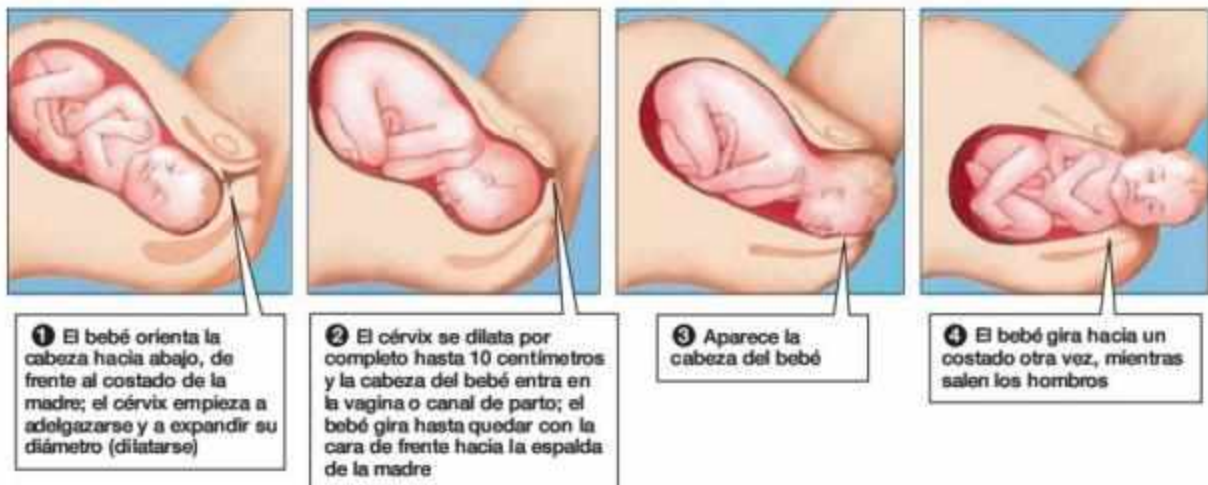 ❶ El bebé orienta la
cabeza hacia abajo, de
frente al costado de la
madre; el cérvix empieza a
adelgazarse y a expandir su
diámetro (dilatarse)
❷ El cérvix se dilata por
completo hasta 10 centímetros
y la cabeza del bebé entra en
la vagina o canal de parto; el
bebé gira hasta quedar con la
cara de frente hacia la espalda
de la madre
❸ Aparece la
cabeza del bebé
❹ El bebé gira hacia un
costado otra vez, mientras
salen los hombros